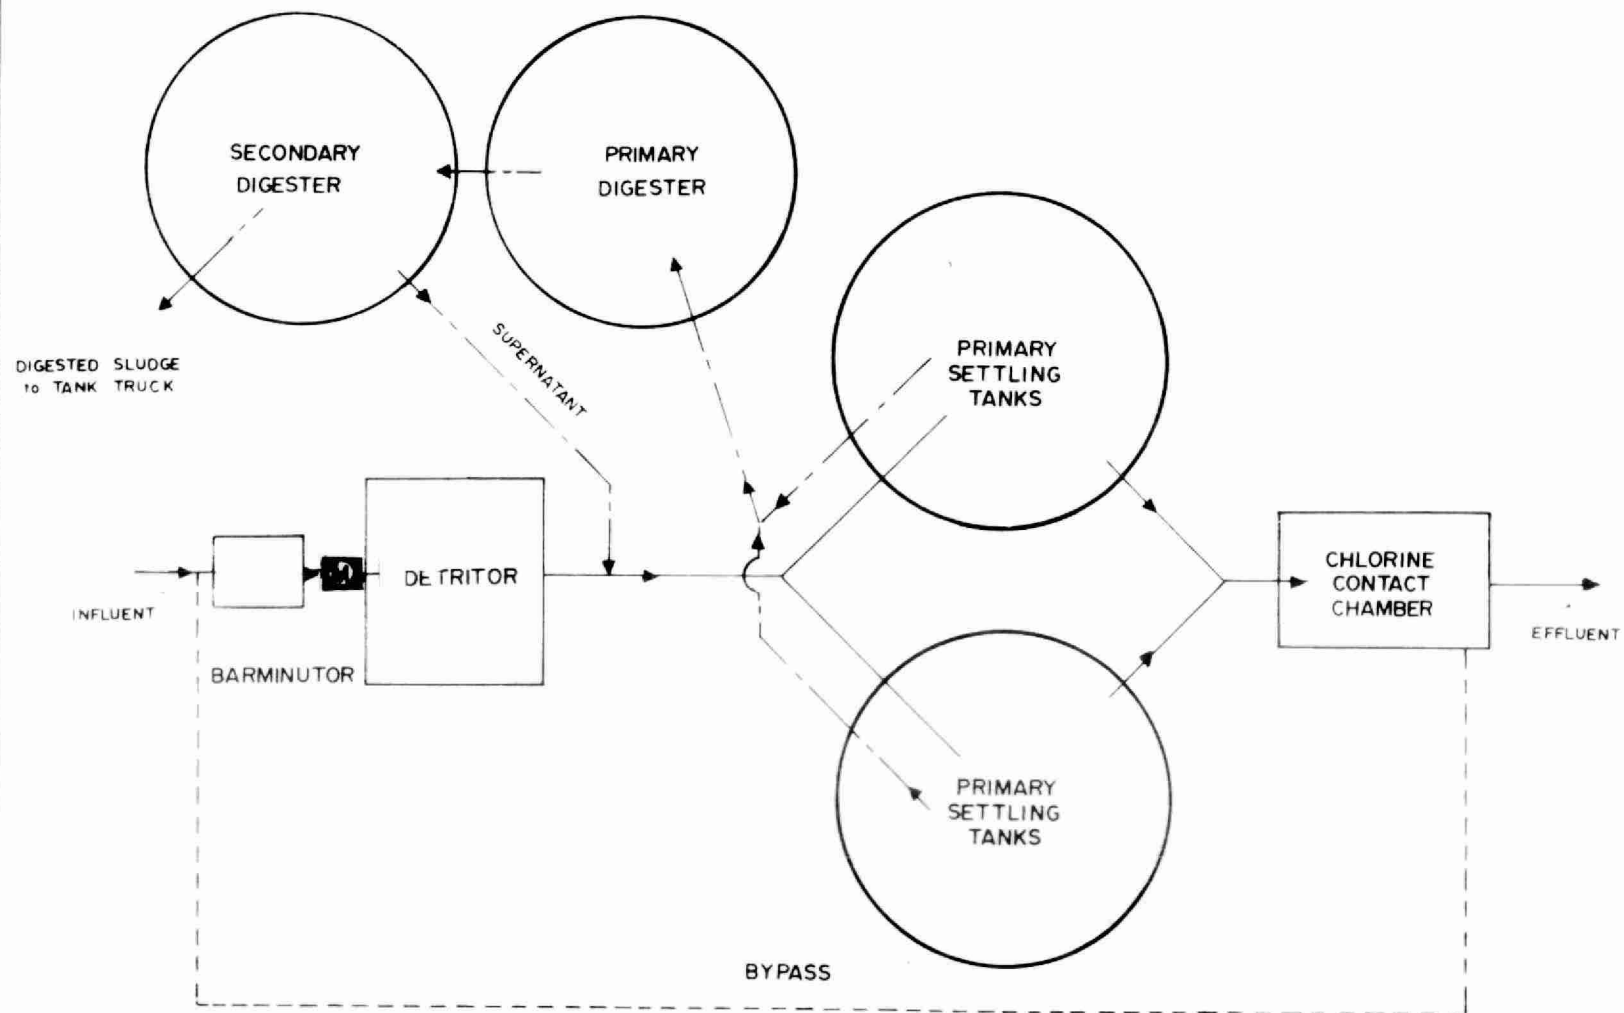 SECONDARY
DIGESTER
PRIMARY
DIGESTER
DIGESTED SLUDGE
to TANK TRUCK
SUPERNATANT
PRIMARY
SETTLING
TANKS
INFLUENT
BARMINUTOR
DETRITOR
CHLORINE
CONTACT
CHAMBER
EFFLUENT
PRIMARY
SETTLING
TANKS
BYPASS